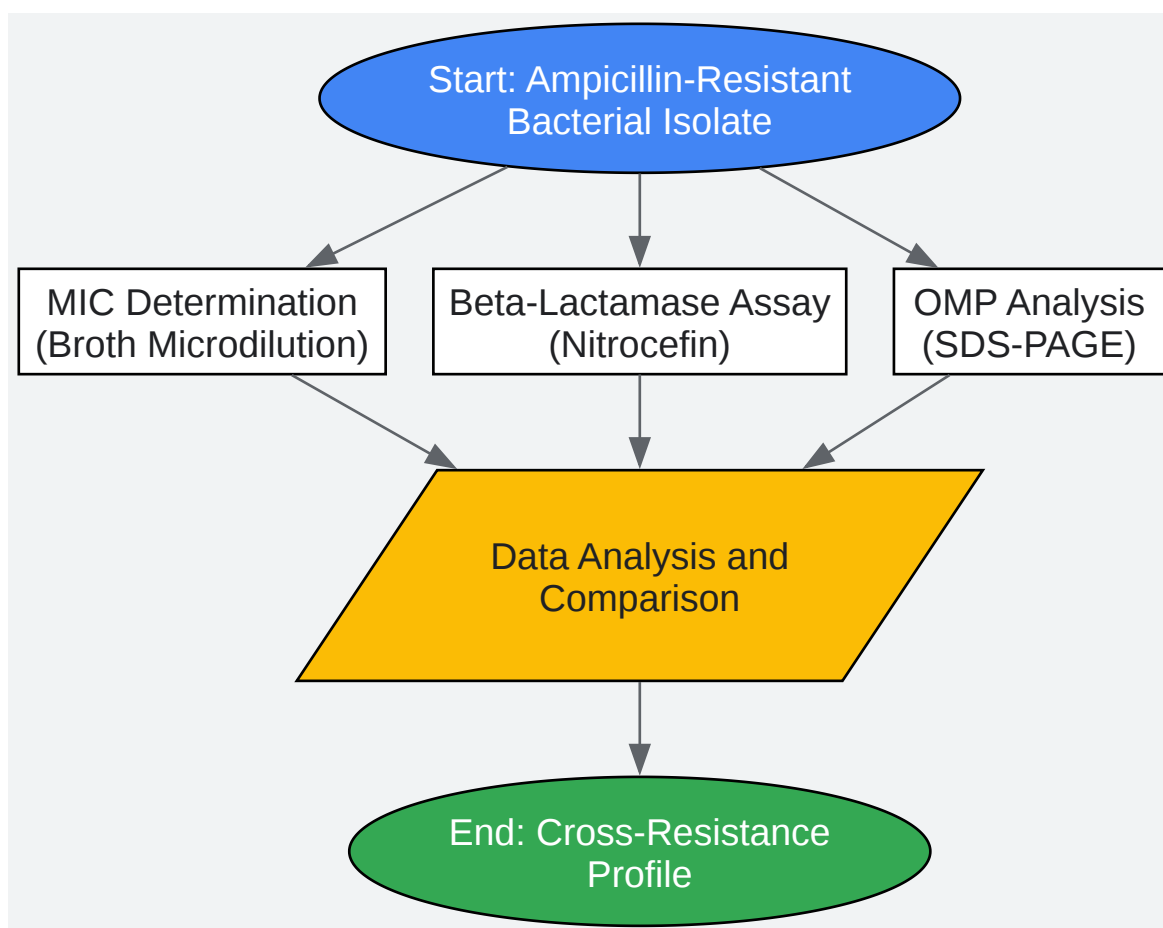 Start: Ampicillin-Resistant
Bacterial Isolate
MIC Determination
(Broth Microdilution)
Beta-Lactamase Assay
(Nitrocefin)
OMP Analysis
(SDS-PAGE)
Data Analysis and
Comparison
End: Cross-Resistance
Profile